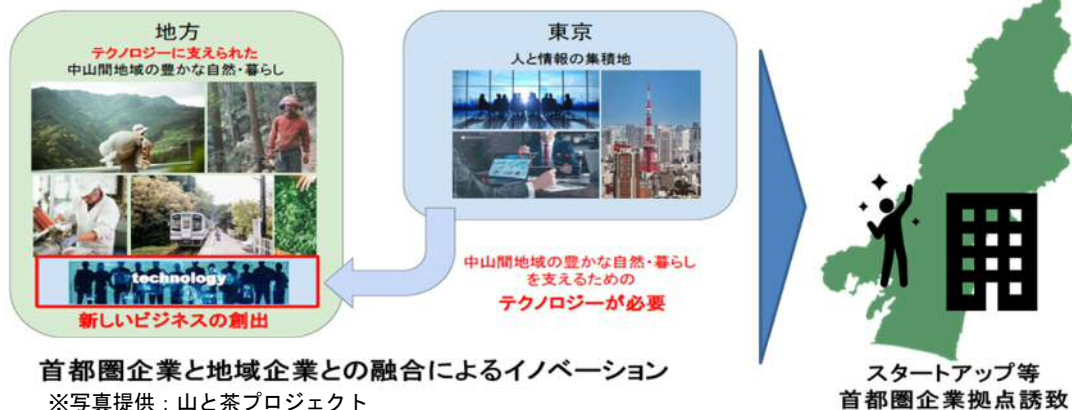 地方
テクノロジーに支えられた
中山間地域の豊かな自然・暮らし
technology
新しいビジネスの創出
東京
人と情報の集積地
中山間地域の豊かな自然・暮らし
を支えるための
テクノロジーが必要
首都圏企業と地域企業との融合によるイノベーション
※写真提供：山と茶プロジェクト
スタートアップ等
首都圏企業拠点誘致